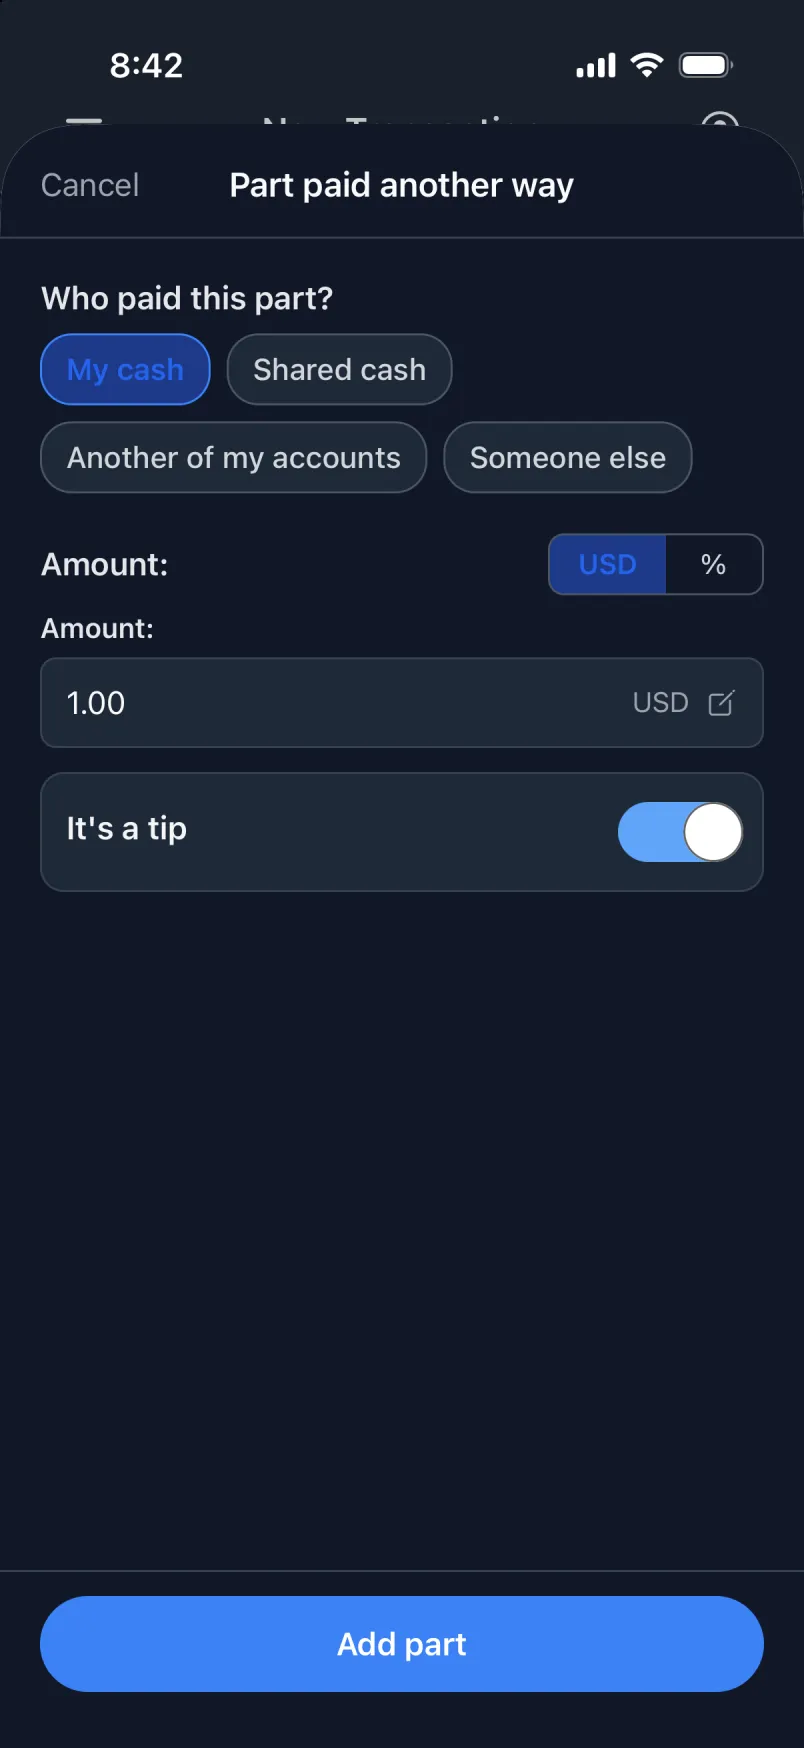 8:42
Cancel
Part paid another way
Who paid this part?
My cash
Shared cash
Another of my accounts
Someone else
Amount:
USD
%
Amount:
1.00
USD
It's a tip
Add part